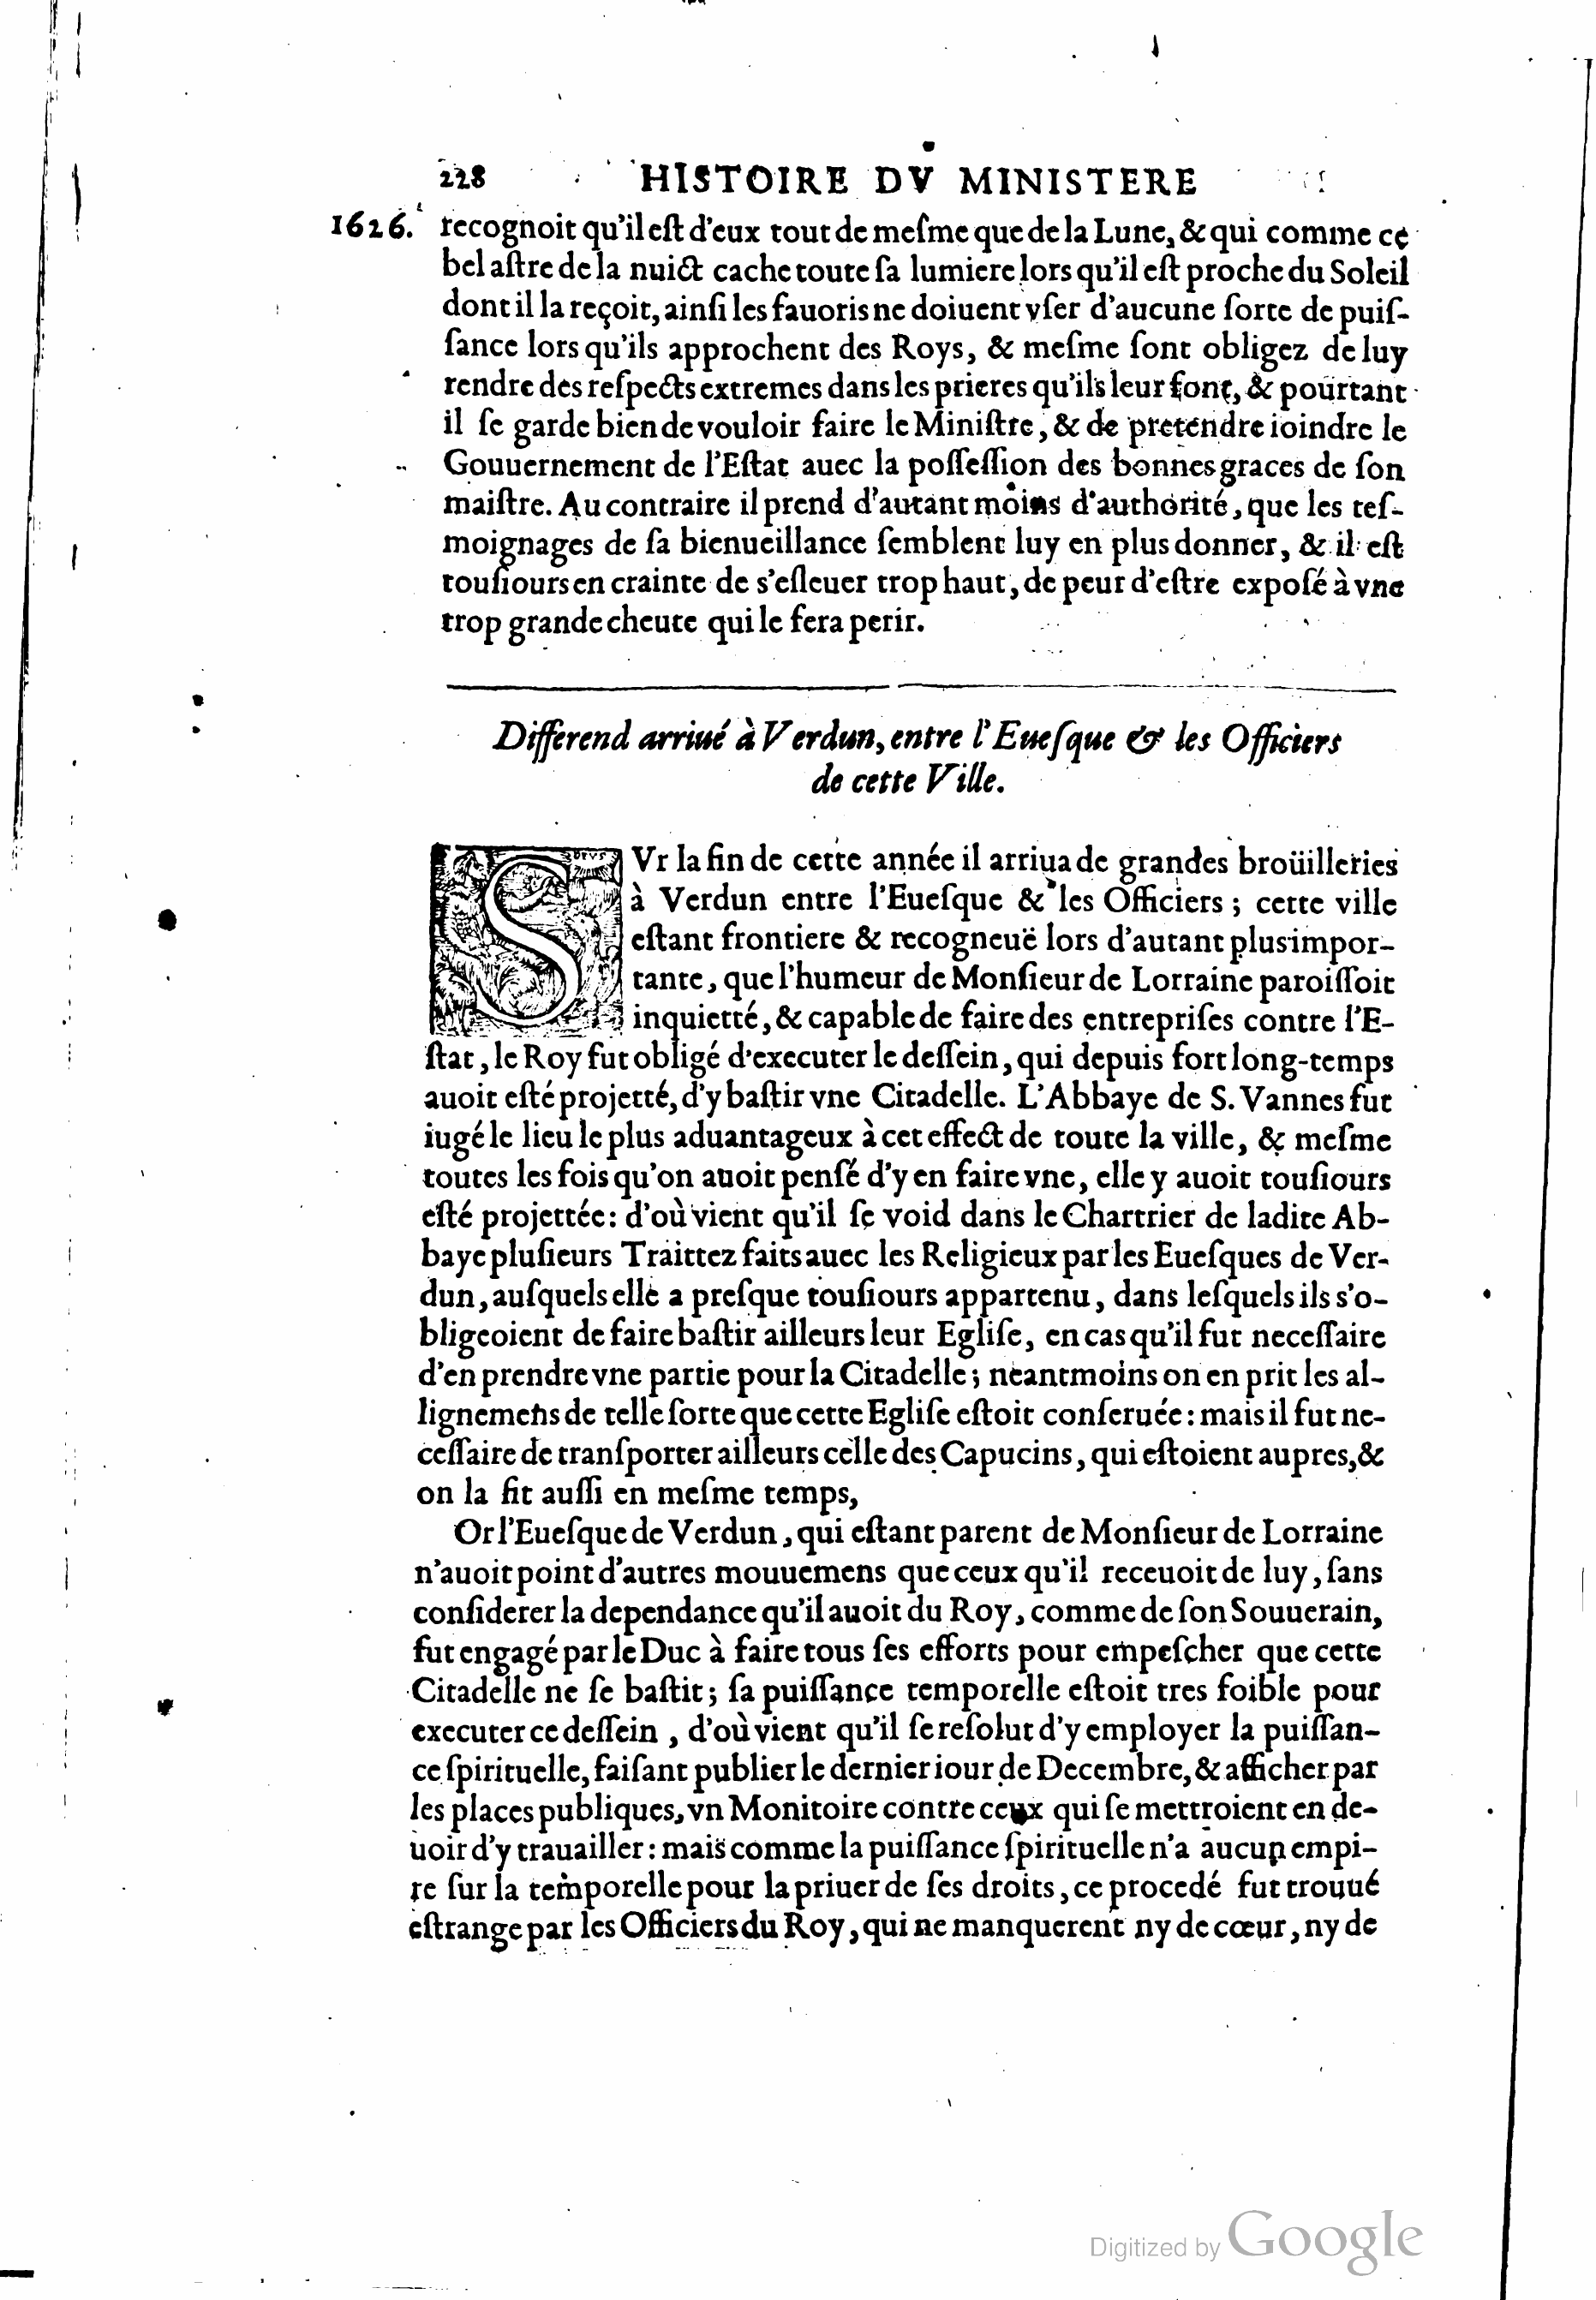 228 HISTOIRE DV MINISTERE
1626. recognoit qu'il eſt d'eux tout de meſme que de la Lune, & qui comme ce
bel aſtre de la nuict cache toute ſa lumiere lors qu'il eſt proche du Soleil
dont il la reçoit, ainſi les fauoris ne doiuent vſer d'aucune ſorte de puiſ-
ſance lors qu'ils approchent des Roys, & meſme ſont obligez de luy
rendre des reſpects extremes dans les prieres qu'ils leur font, & pourtant
il ſe garde bien de vouloir faire le Miniſtre, & de pretendre ioindre le
Gouuernement de l'Eſtat auec la poſſeſſion des bonnes graces de ſon
maiſtre. Au contraire il prend d'autant moins d'authorité, que les teſ-
moignages de ſa bienueillance ſemblent luy en plus donner, & il eſt
touſiours en crainte de s'eſleuer trop haut, de peur d'eſtre expoſé à vne
trop grande cheute qui le fera perir.
Differend arriué à Verdun, entre l'Eueſque & les Officiers
de cette Ville.
SVr la fin de cette année il arriua de grandes broüilleries
à Verdun entre l'Eueſque & les Officiers ; cette ville
eſtant frontiere & recogneuë lors d'autant plus impor-
tante, que l'humeur de Monſieur de Lorraine paroiſſoit
inquietté, & capable de faire des entrepriſes contre l'E-
ſtat, le Roy fut obligé d'executer le deſſein, qui depuis fort long-temps
auoit eſté projetté, d'y baſtir vne Citadelle. L'Abbaye de S. Vannes fut
iugé le lieu le plus aduantageux à cet effect de toute la ville, & meſme
toutes les fois qu'on auoit penſé d'y en faire vne, elle y auoit touſiours
eſté projettée : d'où vient qu'il ſe void dans le Chartrier de ladite Ab-
baye pluſieurs Traittez faits auec les Religieux par les Eueſques de Ver-
dun, auſquels elle a preſque touſiours appartenu, dans leſquels ils s'o-
bligeoient de faire baſtir ailleurs leur Egliſe, en cas qu'il fut neceſſaire
d'en prendre vne partie pour la Citadelle ; neantmoins on en prit les al-
lignemens de telle ſorte que cette Egliſe eſtoit conſeruée : mais il fut ne-
ceſſaire de tranſporter ailleurs celle des Capucins, qui eſtoient aupres, &
on la fit auſſi en meſme temps,
Or l'Eueſque de Verdun, qui eſtant parent de Monſieur de Lorraine
n'auoit point d'autres mouuemens que ceux qu'il receuoit de luy, ſans
conſiderer la dependance qu'il auoit du Roy, comme de ſon Souuerain,
fut engagé par le Duc à faire tous ſes efforts pour empeſcher que cette
Citadelle ne ſe baſtit ; ſa puiſſance temporelle eſtoit tres foible pour
executer ce deſſein , d'où vient qu'il ſe reſolut d'y employer la puiſſan-
ce ſpirituelle, faiſant publier le dernier iour de Decembre, & afficher par
les places publiques, vn Monitoire contre ceux qui ſe mettroient en de-
uoir d'y trauailler : mais comme la puiſſance ſpirituelle n'a aucun empi-
re ſur la temporelle pour la priuer de ſes droits, ce procedé fut trouué
eſtrange par les Officiers du Roy, qui ne manquerent ny de cœur, ny de
Digitized by Google